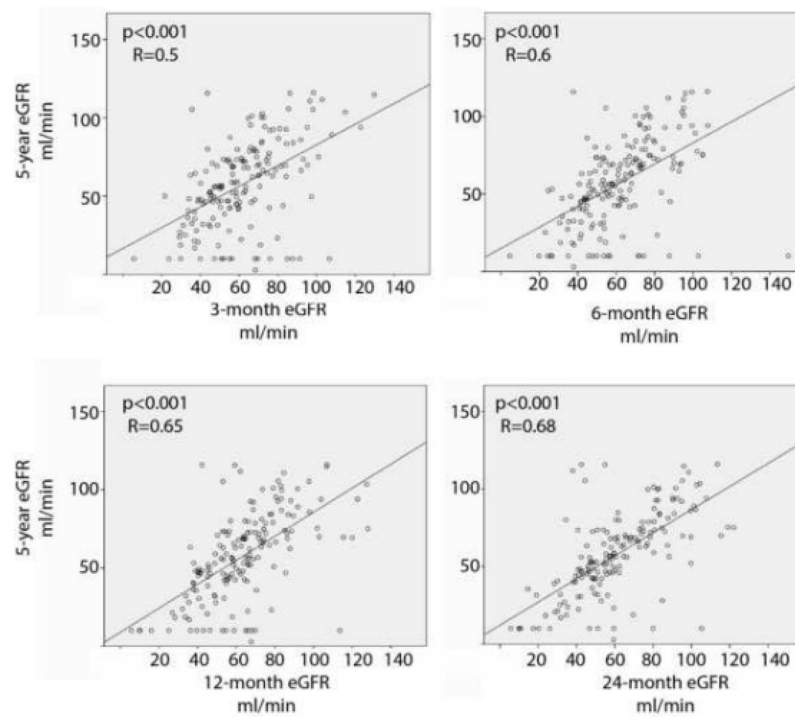 p<0.001
R=0.5
150
100
50
5-year eGFR
ml/min
20 40 60 80 100 120 140
3-month eGFR
ml/min
p<0.001
R=0.6
150
100
50
20 40 60 80 100 120 140
6-month eGFR
ml/min
p<0.001
R=0.65
150
100
50
5-year eGFR
ml/min
20 40 60 80 100 120 140
12-month eGFR
ml/min
p<0.001
R=0.68
150
100
50
20 40 60 80 100 120 140
24-month eGFR
ml/min